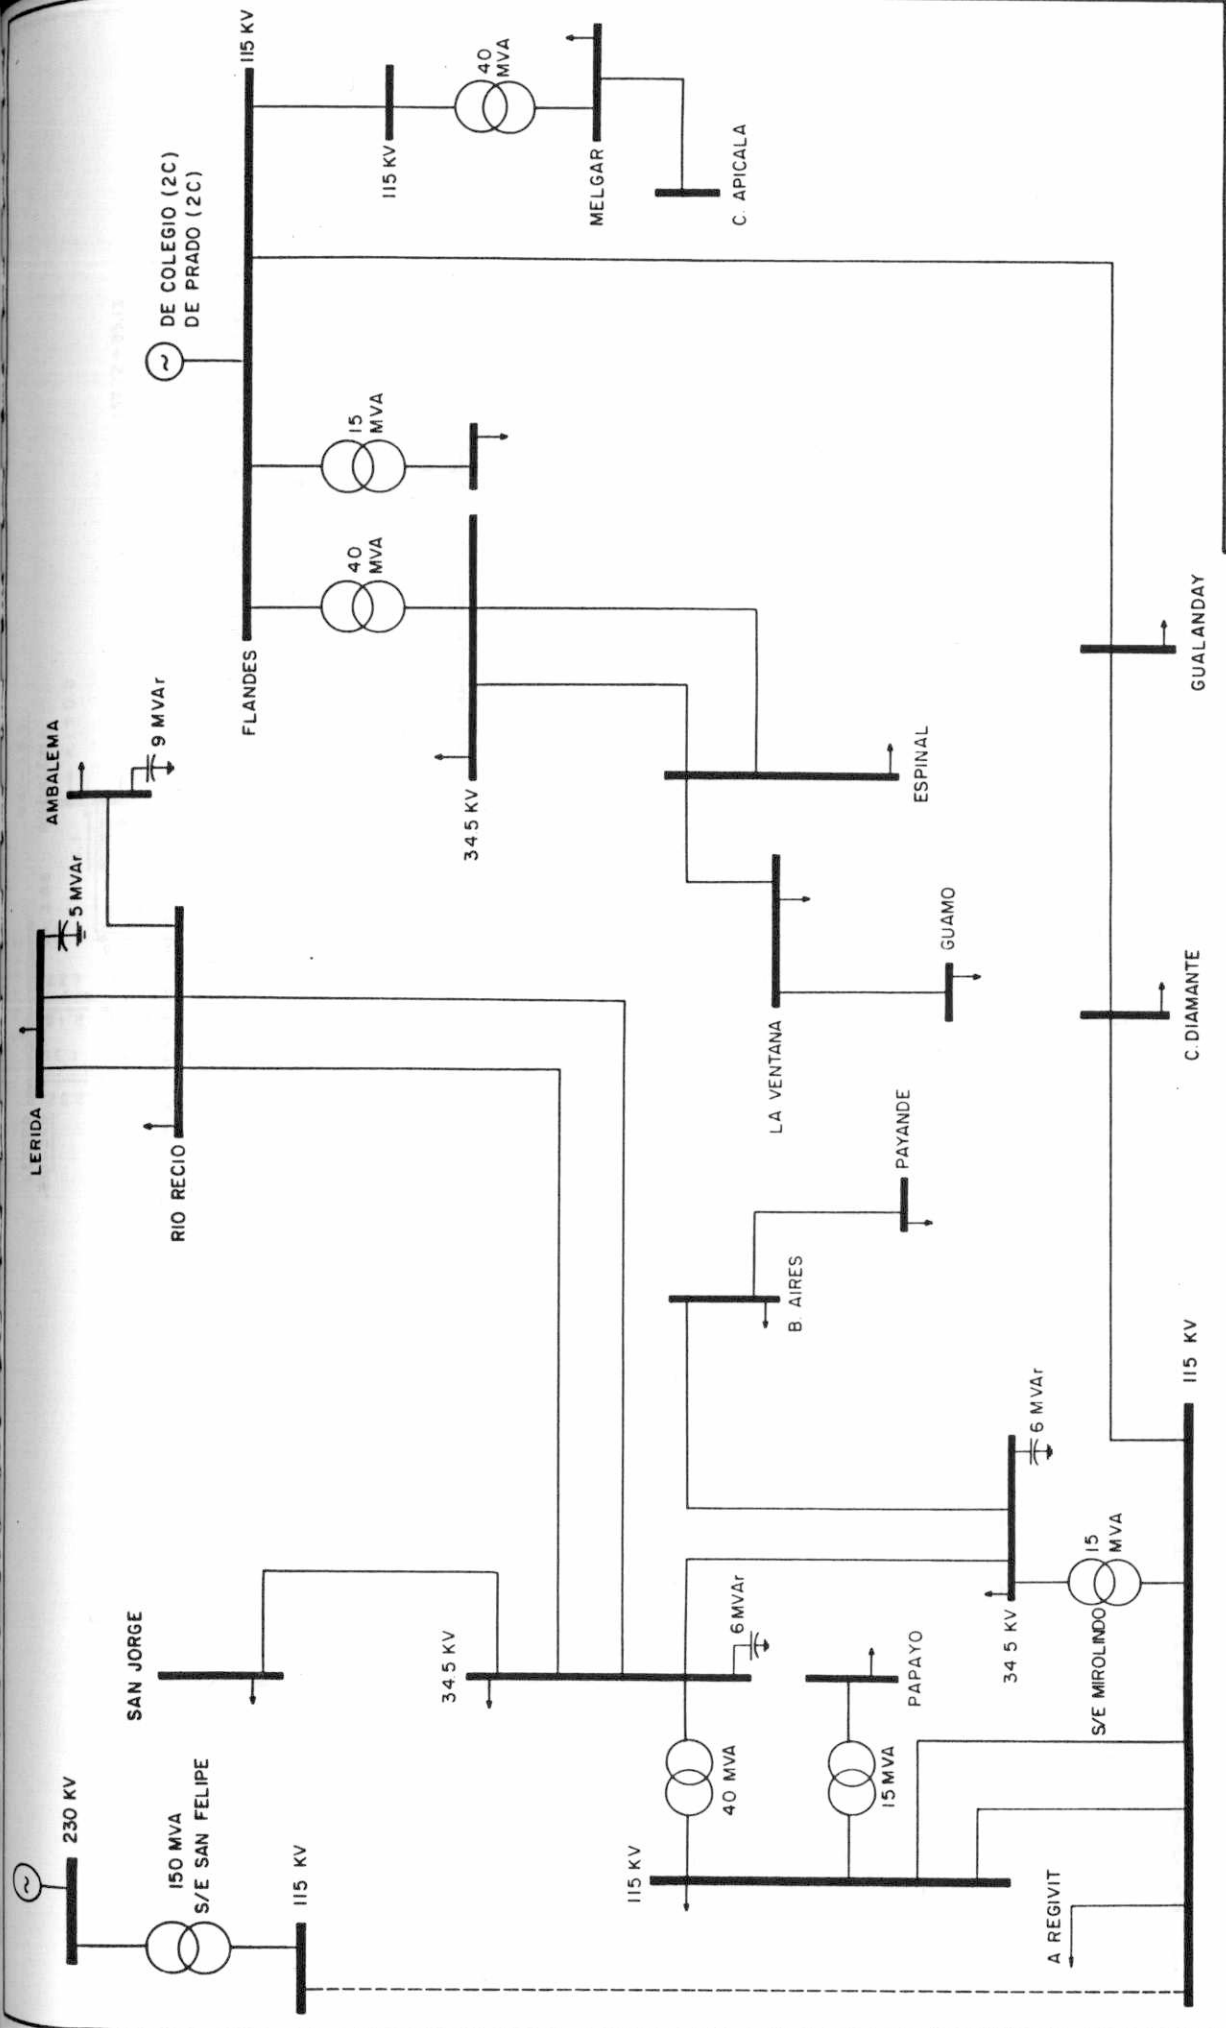 230 KV
150 MVA
S/E SAN FELIPE
115 KV
SAN JORGE
34.5 KV
6 MVAr
115 KV
40 MVA
15 MVA
PAPAYO
A REGIVIT
34 5 KV
S/E MIROLINDO
15
MVA
6 MVAr
115 KV
B. AIRES
PAYANDE
LERIDA
5 MVAr
RIO RECIO
AMBALEMA
9 MVAr
LA VENTANA
GUAMO
ESPINAL
C. DIAMANTE
GUALANDAY
FLANDES
115 KV
40
MVA
15
MVA
34 5 KV
DE COLEGIO (2C)
DE PRADO (2C)
115 KV
40
MVA
MELGAR
C. APICALA